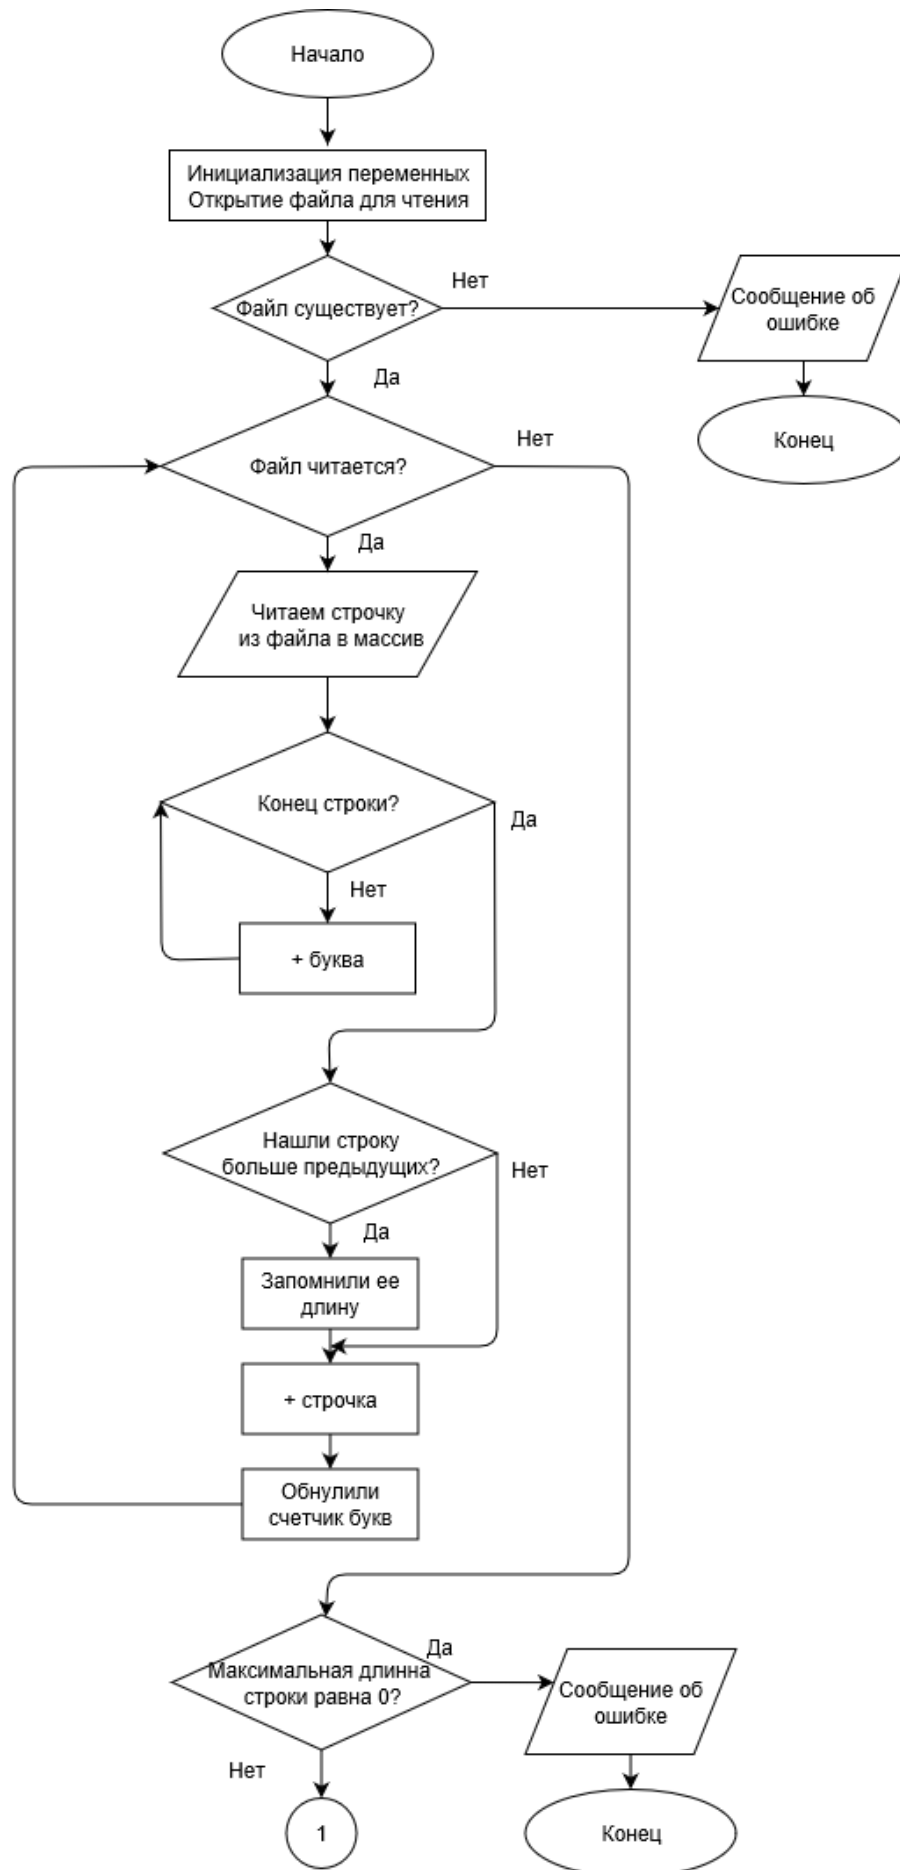 Начало
Инициализация переменных
Открытие файла для чтения
Файл существует?
Нет
Сообщение об
ошибке
Да
Конец
Файл читается?
Нет
Да
Читаем строчку
из файла в массив
Конец строки?
Да
Нет
+ буква
Нашли строку
больше предыдущих?
Нет
Да
Запомнили ее
длину
+ строчка
Обнулили
счетчик букв
Максимальная длинна
строки равна 0?
Да
Сообщение об
ошибке
Нет
1
Конец